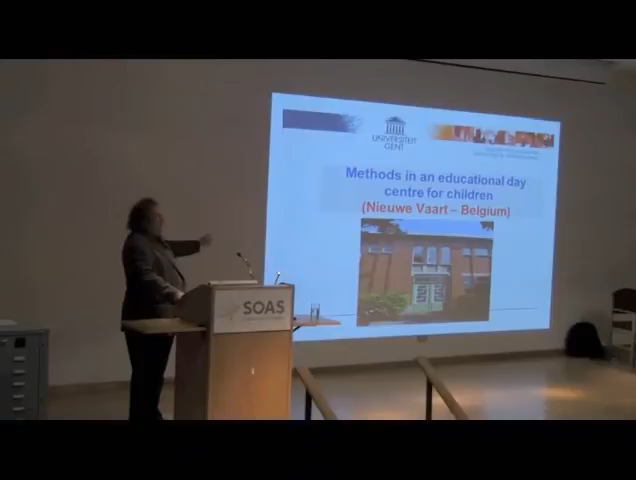 UNIVERSITEIT
GENT
Methods in an educational day
centre for children
(Nieuwe Vaart – Belgium)
SOAS